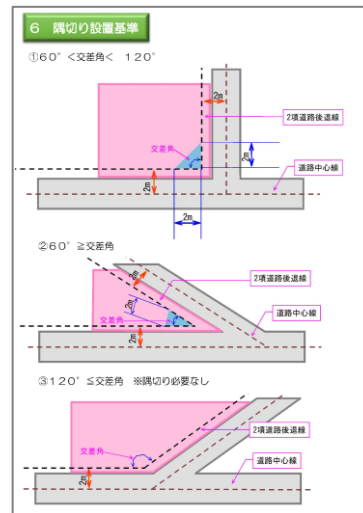 6 隅切り設置基準
①60°<交差角< 120°
2m
2項道路後退線
交差角
2m
2m
道路中心線
2m
②60°≧交差角
2m
2項道路後退線
2m
道路中心線
交差角
2m
③120°≦交差角 ※隅切り必要なし
2項道路後退線
交差角
道路中心線
2m